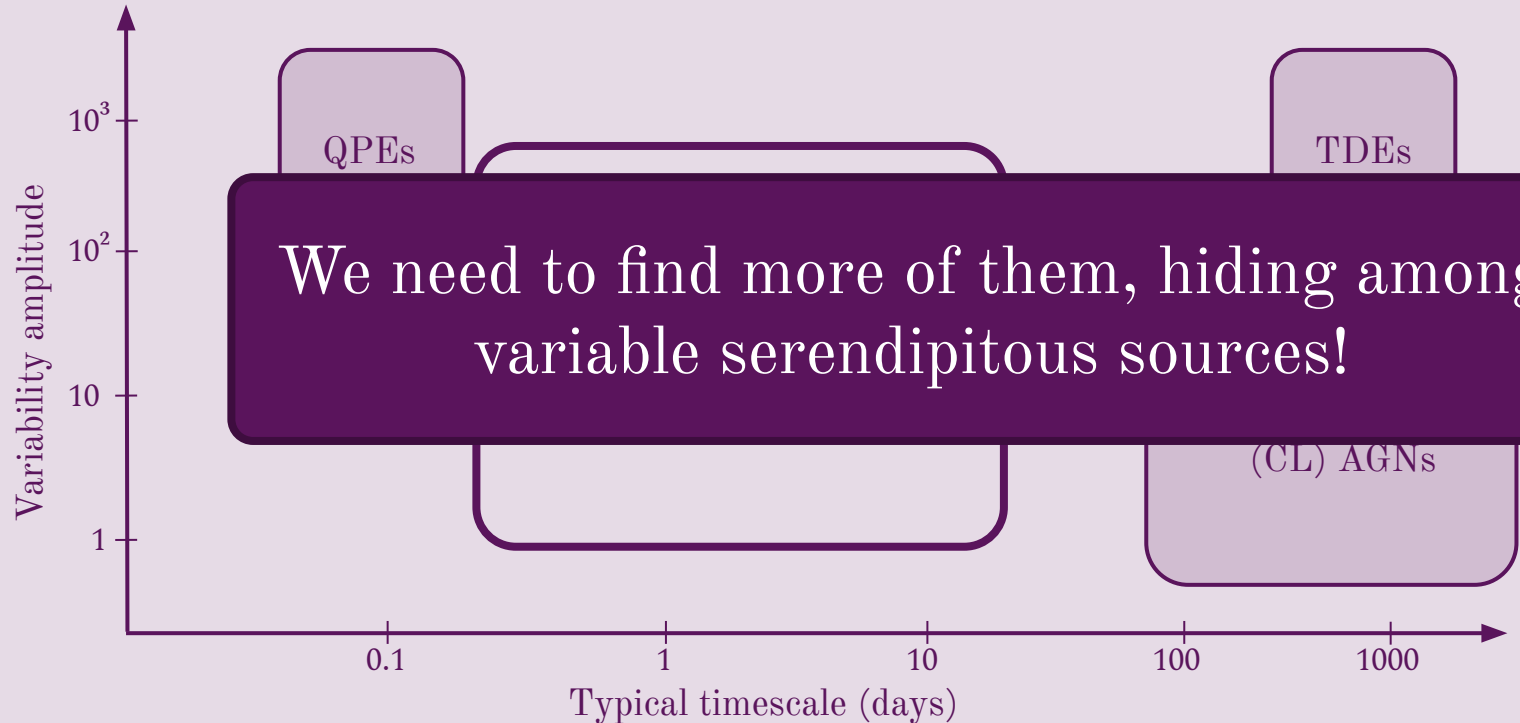 10³
QPEs
TDEs
Variability amplitude
10²
We need to find more of them, hiding among
variable serendipitous sources!
10
(CL) AGNs
1
0.1
1
10
100
1000
Typical timescale (days)